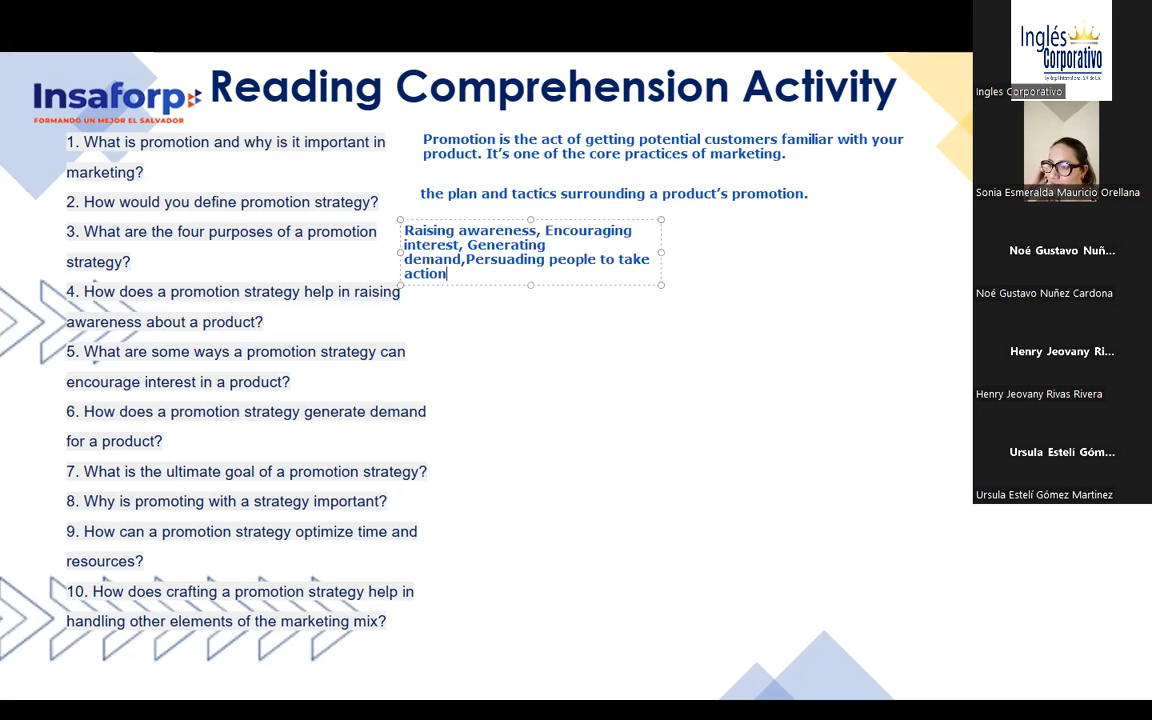 Reading Comprehension Activity
Insaforp
FORMANDO UN MEJOR EL SALVADOR
1. What is promotion and why is it important in
marketing?
2. How would you define promotion strategy?
3. What are the four purposes of a promotion
strategy?
4. How does a promotion strategy help in raising
awareness about a product?
5. What are some ways a promotion strategy can
encourage interest in a product?
6. How does a promotion strategy generate demand
for a product?
7. What is the ultimate goal of a promotion strategy?
8. Why is promoting with a strategy important?
9. How can a promotion strategy optimize time and
resources?
10. How does crafting a promotion strategy help in
handling other elements of the marketing mix?
Promotion is the act of getting potential customers familiar with your
product. It’s one of the core practices of marketing.
the plan and tactics surrounding a product’s promotion.
Raising awareness, Encouraging
interest, Generating
demand,Persuading people to take
action
Inglés
Corporativo
Ingles Corporativo
Sonia Esmeralda Mauricio Orellana
Noé Gustavo Nuñ...
Noé Gustavo Nuñez Cardona
Henry Jeovany Ri...
Henry Jeovany Rivas Rivera
Ursula Estelí Góm...
Ursula Estelí Gómez Martinez